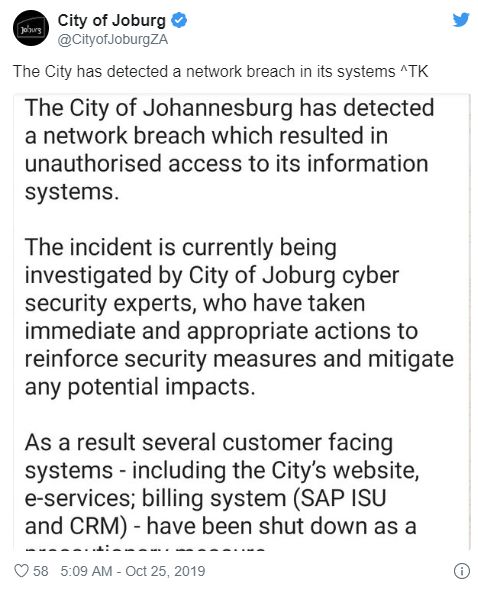 City of Joburg
@CityofJoburgZA
Joburg
The City has detected a network breach in its systems ^TK
The City of Johannesburg has detected
a network breach which resulted in
unauthorised access to its information
systems.
The incident is currently being
investigated by City of Joburg cyber
security experts, who have taken
immediate and appropriate actions to
reinforce security measures and mitigate
any potential impacts.
As a result several customer facing
systems - including the City's website,
e-services; billing system (SAP ISU
and CRM) - have been shut down as a
58 5:09 AM - Oct 25, 2019